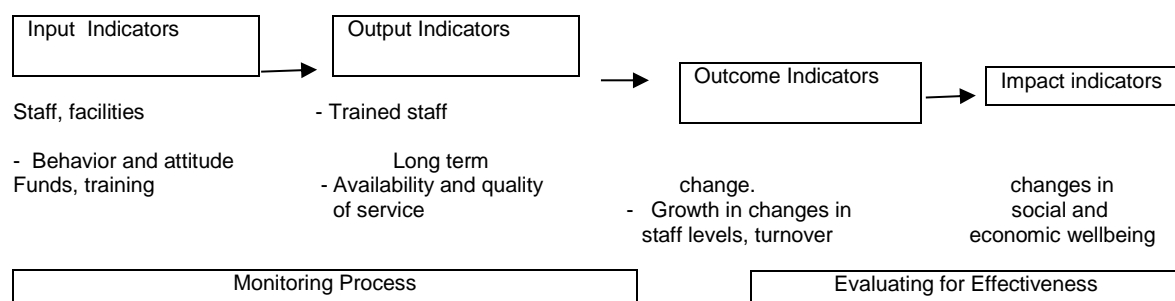 Input Indicators
Output Indicators
Outcome Indicators
Impact indicators
Staff, facilities
- Trained staff
- Behavior and attitude
Long term
Funds, training
- Availability and quality
change.
changes in
of service
- Growth in changes in
social and
staff levels, turnover
economic wellbeing
Monitoring Process
Evaluating for Effectiveness